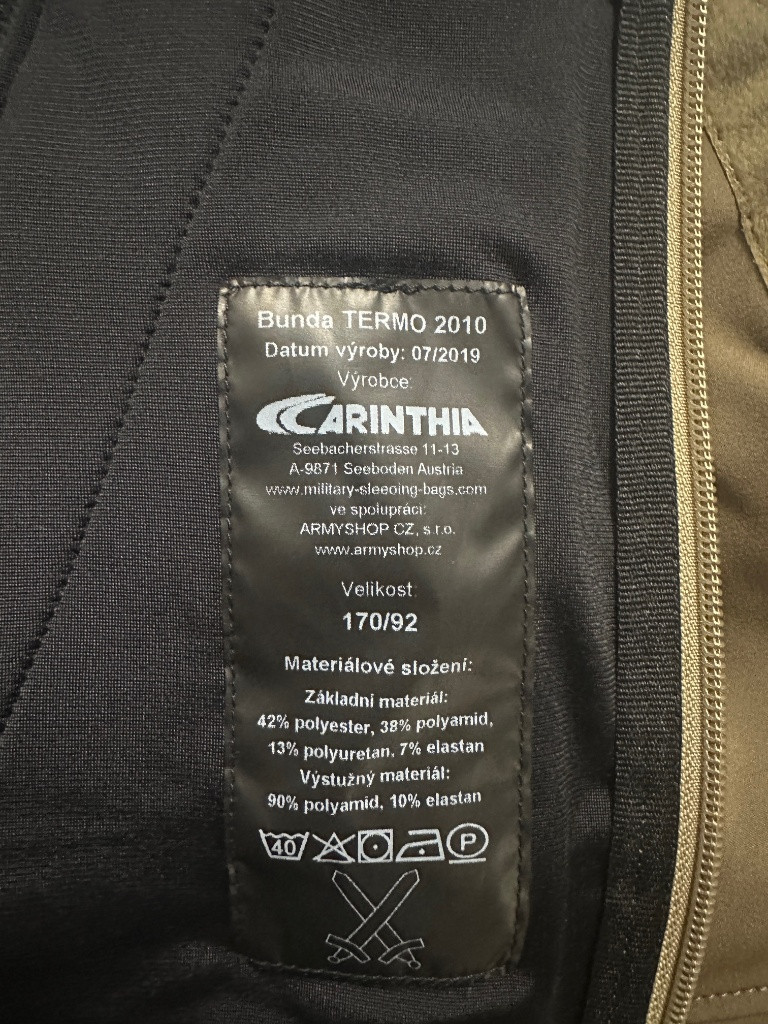 Bunda TERMO 2010
Datum výroby: 07/2019
Výrobce:
CARINTHIA
Seebacherstrasse 11-13
A-9871 Seeboden Austria
www.military-sleeping-bags.com
ve spolupráci:
ARMYSHOP CZ, s.r.o.
www.armyshop.cz
Velikost:
170/92
Materiálové složení:
Základní materiál:
42% polyester, 38% polyamid,
13% polyuretan, 7% elastan
Výstužný materiál:
90% polyamid, 10% elastan
40 P